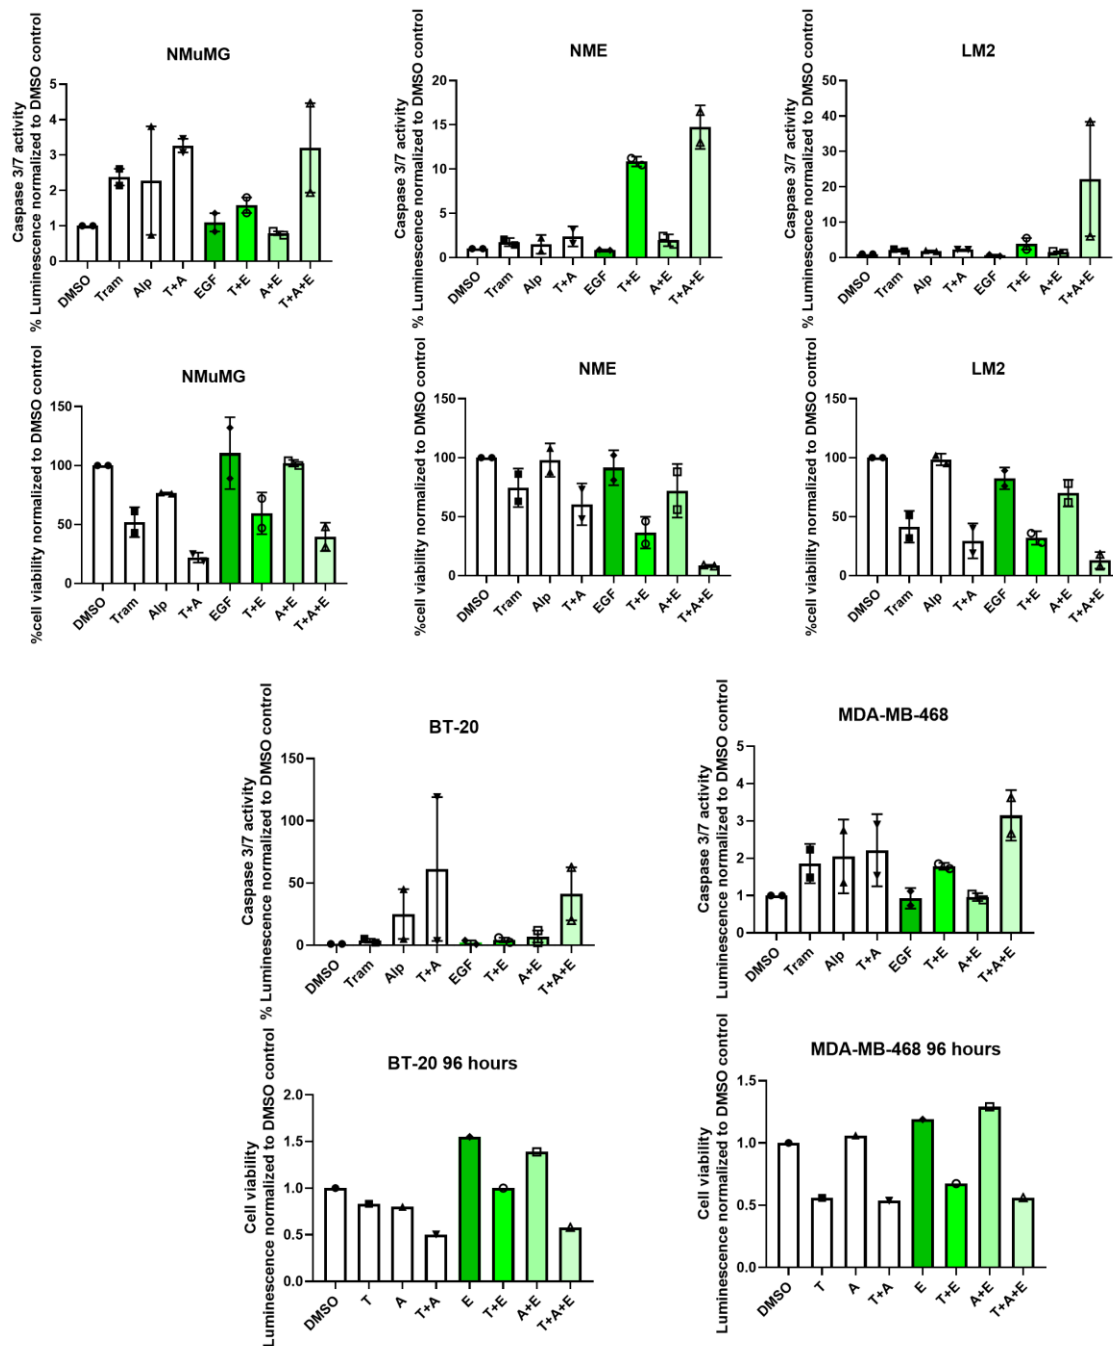 NMuMG
Caspase 3/7 activity
% Luminescence normalized to DMSO control
5
4
3
2
1
0
DMSO
Tram
Alp
T+A
EGF
T+E
A+E
T+A+E
NME
Caspase 3/7 activity
% Luminescence normalized to DMSO control
20
15
10
5
0
DMSO
Tram
Alp
T+A
EGF
T+E
A+E
T+A+E
LM2
Caspase 3/7 activity
% Luminescence normalized to DMSO control
50
40
30
20
10
0
DMSO
Tram
Alp
T+A
EGF
T+E
A+E
T+A+E
NMuMG
%cell viability normalized to DMSO control
150
100
50
0
DMSO
Tram
Alp
T+A
EGF
T+E
A+E
T+A+E
NME
%cell viability normalized to DMSO control
150
100
50
0
DMSO
Tram
Alp
T+A
EGF
T+E
A+E
T+A+E
LM2
%cell viability normalized to DMSO control
150
100
50
0
DMSO
Tram
Alp
T+A
EGF
T+E
A+E
T+A+E
BT-20
Caspase 3/7 activity
% Luminescence normalized to DMSO control
150
100
50
0
DMSO
Tram
Alp
T+A
EGF
T+E
A+E
T+A+E
MDA-MB-468
Caspase 3/7 activity
Luminescence normalized to DMSO control
5
4
3
2
1
0
DMSO
Tram
Alp
T+A
EGF
T+E
A+E
T+A+E
BT-20 96 hours
Cell viability
Luminescence normalized to DMSO control
2.0
1.5
1.0
0.5
0.0
DMSO
T
A
T+A
E
T+E
A+E
T+A+E
MDA-MB-468 96 hours
Cell viability
Luminescence normalized to DMSO control
1.5
1.0
0.5
0.0
DMSO
T
A
T+A
E
T+E
A+E
T+A+E